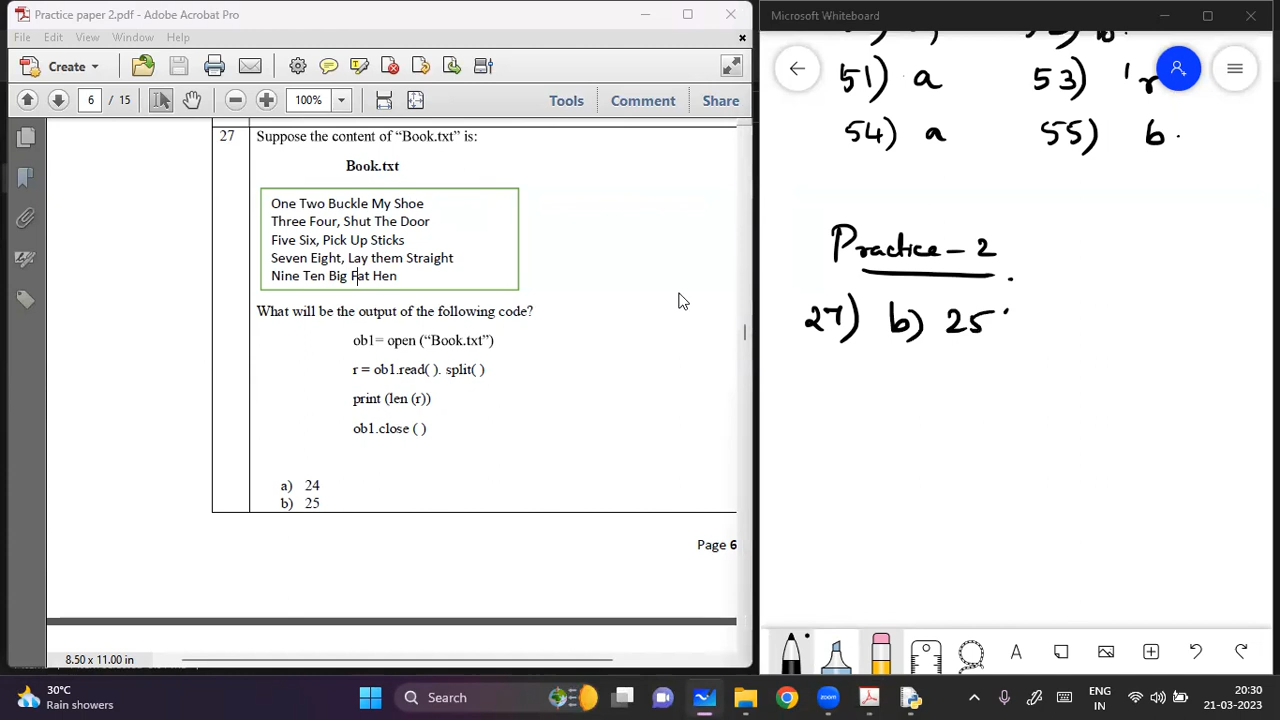 Practice paper 2.pdf - Adobe Acrobat Pro
File Edit View Window Help
Create
6 / 15
100%
Tools Comment Share
27 Suppose the content of “Book.txt” is:
Book.txt
One Two Buckle My Shoe
Three Four, Shut The Door
Five Six, Pick Up Sticks
Seven Eight, Lay them Straight
Nine Ten Big Fat Hen
What will be the output of the following code?
ob1= open (“Book.txt”)
r = ob1.read( ). split( )
print (len (r))
ob1.close ( )
a) 24
b) 25
Page 6
8.50 x 11.00 in
Microsoft Whiteboard
51) a 53) 'r
54) a 55) b.
Practice - 2
27) b) 25
A
30°C
Rain showers
Search
zoom
ENG
IN
20:30
21-03-2023